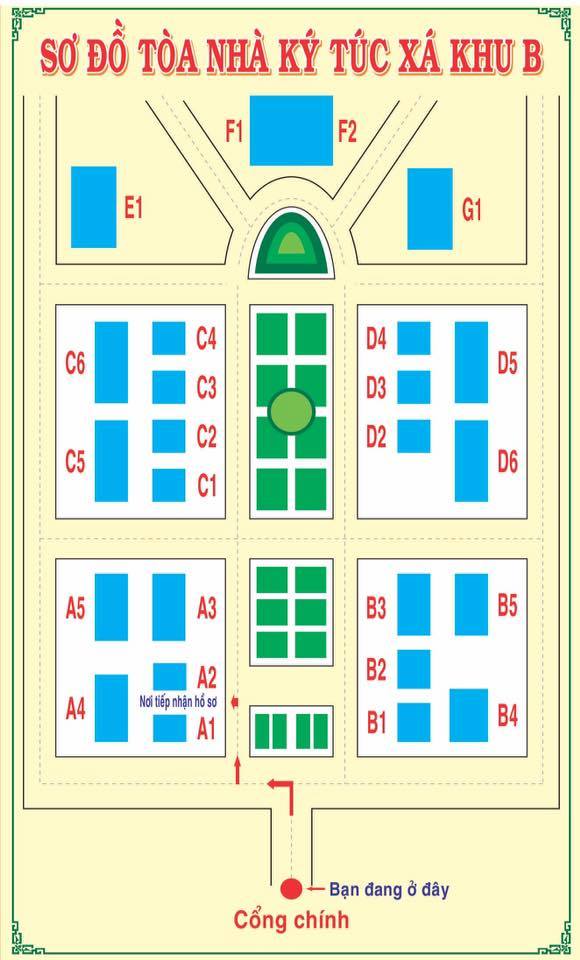 SƠ ĐỒ TÒA NHÀ KÝ TÚC XÁ KHU B
F1 F2
E1 G1
C4 D4
C6 D5
C3 D3
C2 D2
C5 D6
C1
A5 A3 B3 B5
A2 B2
Nơi tiếp nhận hồ sơ
A4 B4
A1 B1
Bạn đang ở đây
Cổng chính